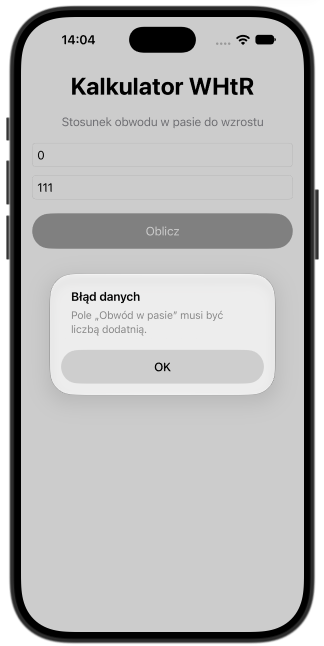 14:04
Kalkulator WHtR
Stosunek obwodu w pasie do wzrostu
0
111
Oblicz
Błąd danych
Pole „Obwód w pasie” musi być
liczbą dodatnią.
OK